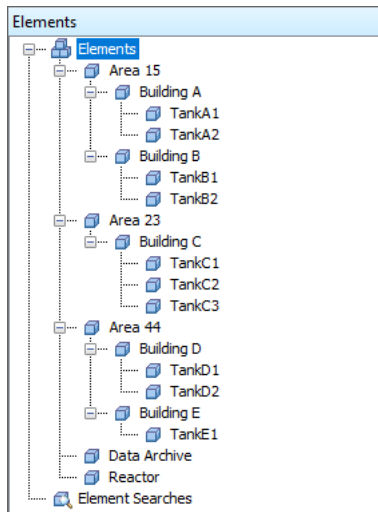 Elements
Elements
Area 15
Building A
TankA1
TankA2
Building B
TankB1
TankB2
Area 23
Building C
TankC1
TankC2
TankC3
Area 44
Building D
TankD1
TankD2
Building E
TankE1
Data Archive
Reactor
Element Searches